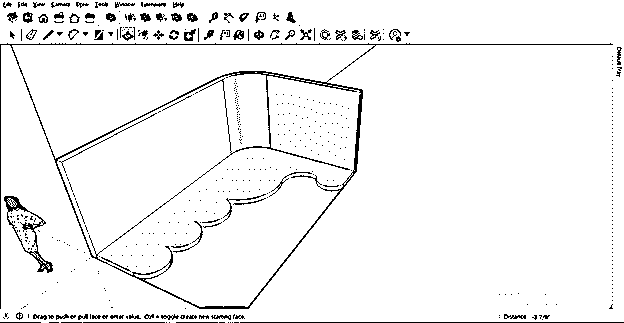 File Edit View Camera Draw Tools Window Extensions Help
Default Tray
Drag to push or pull face or enter value. Ctrl = toggle create new starting face.
Distance